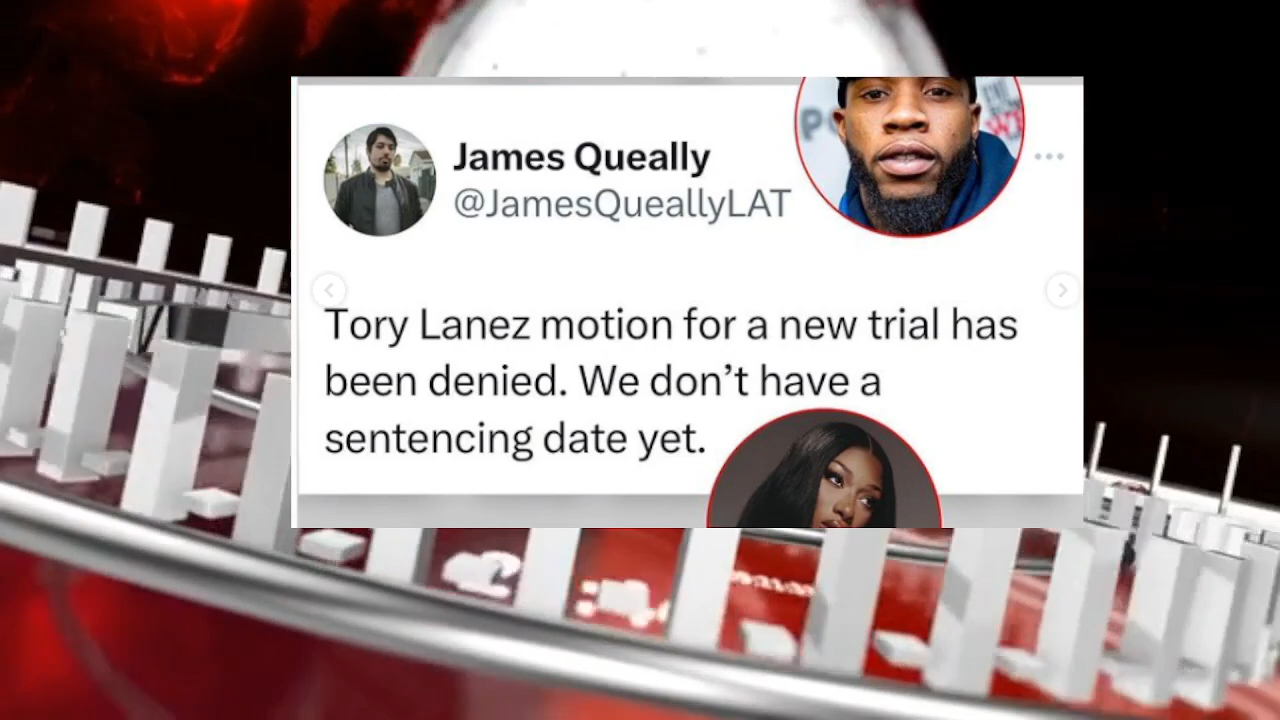 James Queally
@JamesQueallyLAT
Tory Lanez motion for a new trial has
been denied. We don’t have a
sentencing date yet.